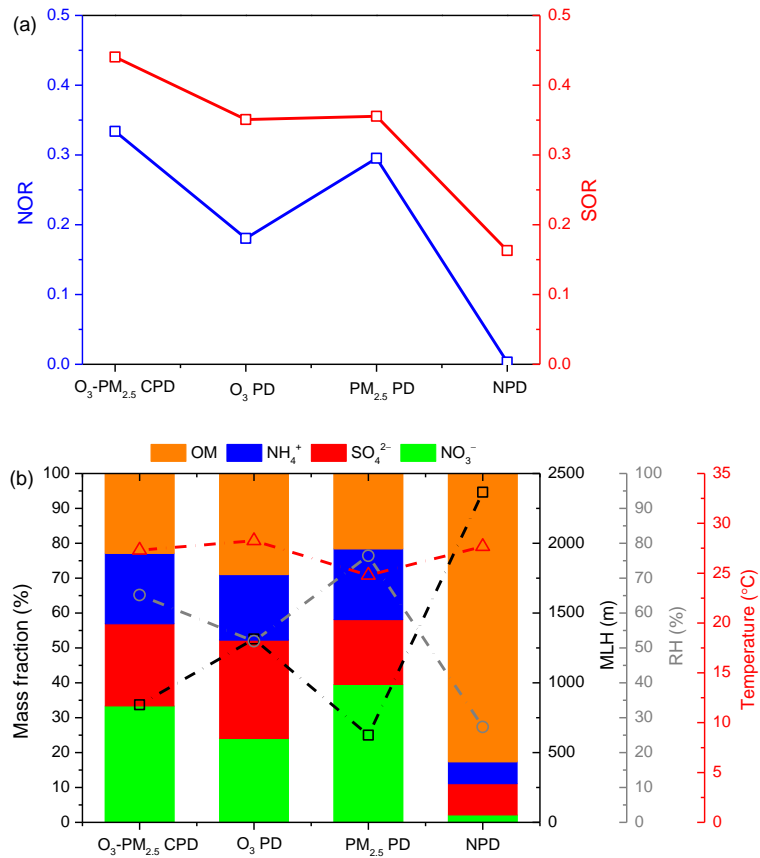 (a)
0.5
0.4
0.3
0.2
0.1
0.0
NOR
0.5
0.4
0.3
0.2
0.1
0.0
SOR
O₃-PM₂.₅ CPD
O₃ PD
PM₂.₅ PD
NPD
OM
NH₄⁺
SO₄²⁻
NO₃⁻
(b)
100
90
80
70
60
50
40
30
20
10
0
Mass fraction (%)
2500
2000
1500
1000
500
0
MLH (m)
100
90
80
70
60
50
40
30
20
10
0
RH (%)
35
30
25
20
15
10
5
0
Temperature (°C)
O₃-PM₂.₅ CPD
O₃ PD
PM₂.₅ PD
NPD